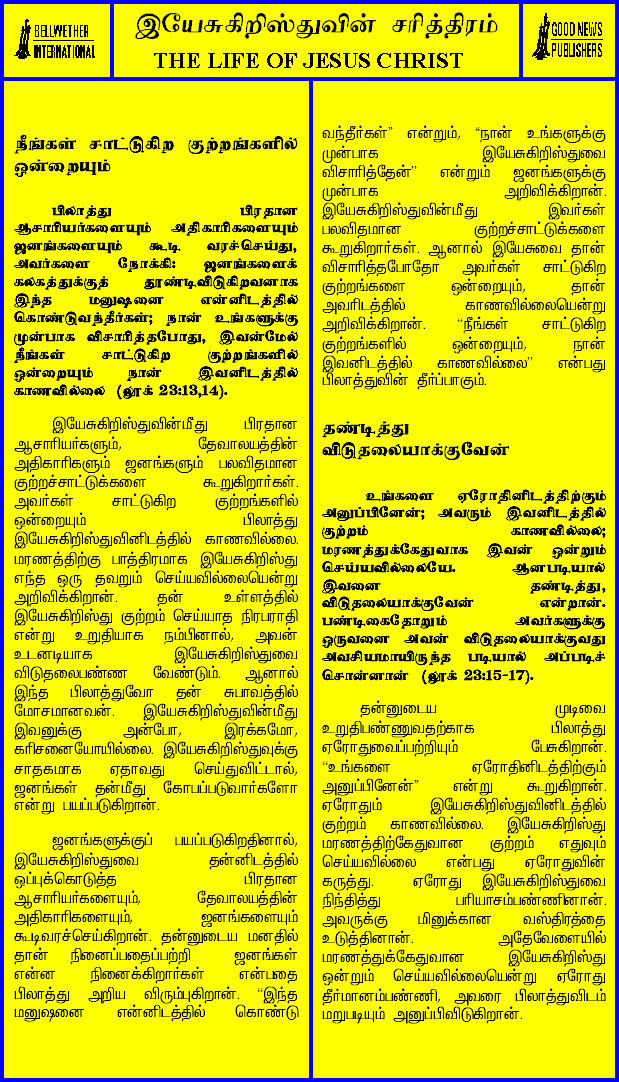 BELLWETHER
INTERNATIONAL
இயேசுகிறிஸ்துவின் சரித்திரம்
THE LIFE OF JESUS CHRIST
GOOD NEWS
PUBLISHERS
நீங்கள் சாட்டுகிற குற்றங்களில்
ஒன்றையும்
பிலாத்து பிரதான
ஆசாரியர்களையும் அதிகாரிகளையும்
ஜனங்களையும் கூடி வரச்செய்து,
அவர்களை நோக்கி: ஜனங்களைக்
கலகத்துக்குத் தூண்டிவிடுகிறவனாக
இந்த மனுஷனை என்னிடத்தில்
கொண்டுவந்தீர்கள்; நான் உங்களுக்கு
முன்பாக விசாரித்தபோது, இவன்மேல்
நீங்கள் சாட்டுகிற குற்றங்களில்
ஒன்றையும் நான் இவனிடத்தில்
காணவில்லை (லூக் 23:13,14).
இயேசுகிறிஸ்துவின்மீது பிரதான
ஆசாரியர்களும், தேவாலயத்தின்
அதிகாரிகளும் ஜனங்களும் பலவிதமான
குற்றச்சாட்டுக்களை கூறுகிறார்கள்.
அவர்கள் சாட்டுகிற குற்றங்களில்
ஒன்றையும் பிலாத்து
இயேசுகிறிஸ்துவினிடத்தில் காணவில்லை.
மரணத்திற்கு பாத்திரமாக இயேசுகிறிஸ்து
எந்த ஒரு தவறும் செய்யவில்லையென்று
அறிவிக்கிறான். தன் உள்ளத்தில்
இயேசுகிறிஸ்து குற்றம் செய்யாத நிரபராதி
என்று உறுதியாக நம்பினால், அவன்
உடனடியாக இயேசுகிறிஸ்துவை
விடுதலைபண்ண வேண்டும். ஆனால்
இந்த பிலாத்துவோ தன் சுபாவத்தில்
மோசமானவன். இயேசுகிறிஸ்துவின்மீது
இவனுக்கு அன்போ, இரக்கமோ,
கரிசனையோயில்லை. இயேசுகிறிஸ்துவுக்கு
சாதகமாக ஏதாவது செய்துவிட்டால்,
ஜனங்கள் தன்மீது கோபப்படுவார்களோ
என்று பயப்படுகிறான்.
ஜனங்களுக்குப் பயப்படுகிறதினால்,
இயேசுகிறிஸ்துவை தன்னிடத்தில்
ஒப்புக்கொடுத்த பிரதான
ஆசாரியர்களையும், தேவாலயத்தின்
அதிகாரிகளையும், ஜனங்களையும்
கூடிவரச்செய்கிறான். தன்னுடைய மனதில்
தான் நினைப்பதைப்பற்றி ஜனங்கள்
என்ன நினைக்கிறார்கள் என்பதை
பிலாத்து அறிய விரும்புகிறான். “இந்த
மனுஷனை என்னிடத்தில் கொண்டு
வந்தீர்கள்” என்றும், “நான் உங்களுக்கு
முன்பாக இயேசுகிறிஸ்துவை
விசாரித்தேன்” என்றும் ஜனங்களுக்கு
முன்பாக அறிவிக்கிறான்.
இயேசுகிறிஸ்துவின்மீது இவர்கள்
பலவிதமான குற்றச்சாட்டுக்களை
கூறுகிறார்கள். ஆனால் இயேசுவை தான்
விசாரித்தபோதோ அவர்கள் சாட்டுகிற
குற்றங்களை ஒன்றையும், தான்
அவரிடத்தில் காணவில்லையென்று
அறிவிக்கிறான். “நீங்கள் சாட்டுகிற
குற்றங்களில் ஒன்றையும், நான்
இவனிடத்தில் காணவில்லை” என்பது
பிலாத்துவின் தீர்ப்பாகும்.
தண்டித்து
விடுதலையாக்குவேன்
உங்களை ஏரோதினிடத்திற்கும்
அனுப்பினேன்; அவரும் இவனிடத்தில்
குற்றம் காணவில்லை;
மரணத்துக்கேதுவாக இவன் ஒன்றும்
செய்யவில்லையே. ஆனபடியால்
இவனை தண்டித்து,
விடுதலையாக்குவேன் என்றான்.
பண்டிகைதோறும் அவர்களுக்கு
ஒருவனை அவன் விடுதலையாக்குவது
அவசியமாயிருந்த படியால் அப்படிச்
சொன்னான் (லூக் 23:15-17).
தன்னுடைய முடிவை
உறுதிபண்ணுவதற்காக பிலாத்து
ஏரோதுவைப்பற்றியும் பேசுகிறான்.
“உங்களை ஏரோதினிடத்திற்கும்
அனுப்பினேன்” என்று கூறுகிறான்.
ஏரோதும் இயேசுகிறிஸ்துவினிடத்தில்
குற்றம் காணவில்லை. இயேசுகிறிஸ்து
மரணத்திற்கேதுவான குற்றம் எதுவும்
செய்யவில்லை என்பது ஏரோதுவின்
கருத்து. ஏரோது இயேசுகிறிஸ்துவை
நிந்தித்து பரியாசம்பண்ணினான்.
அவருக்கு மினுக்கான வஸ்திரத்தை
உடுத்தினான். அதேவேளையில்
மரணத்துக்கேதுவான இயேசுகிறிஸ்து
ஒன்றும் செய்யவில்லையென்று ஏரோது
தீர்மானம்பண்ணி, அவரை பிலாத்துவிடம்
மறுபடியும் அனுப்பிவிடுகிறான்.